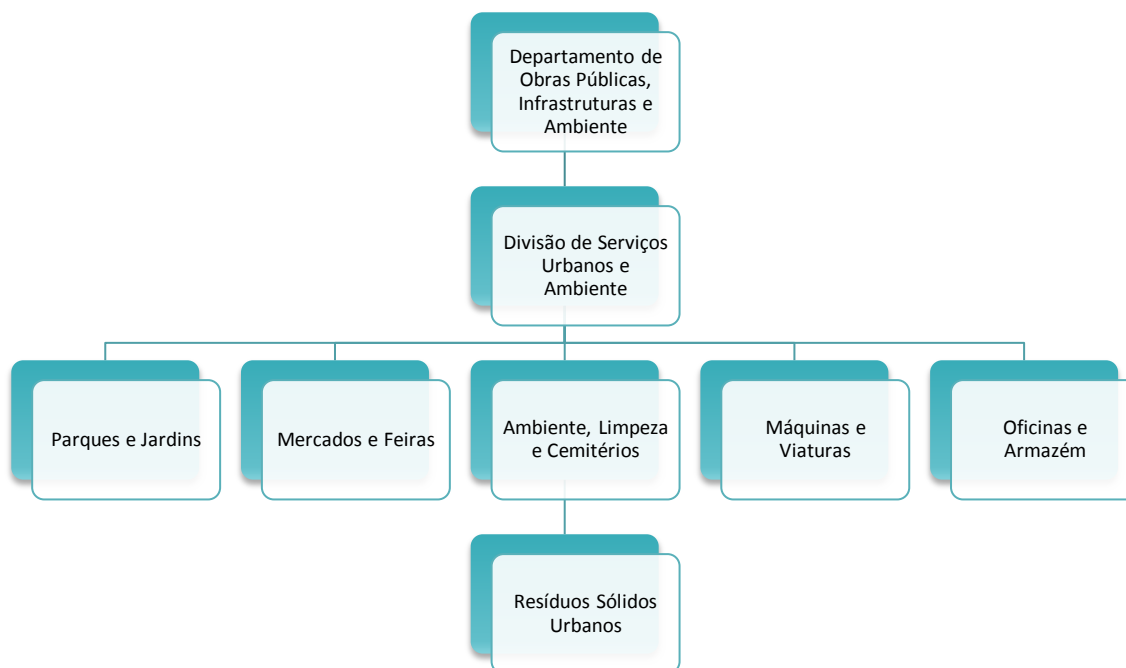 Departamento de
Obras Públicas,
Infraestruturas e
Ambiente
Divisão de Serviços
Urbanos e
Ambiente
Parques e Jardins
Mercados e Feiras
Ambiente, Limpeza
e Cemitérios
Máquinas e
Viaturas
Oficinas e
Armazém
Resíduos Sólidos
Urbanos